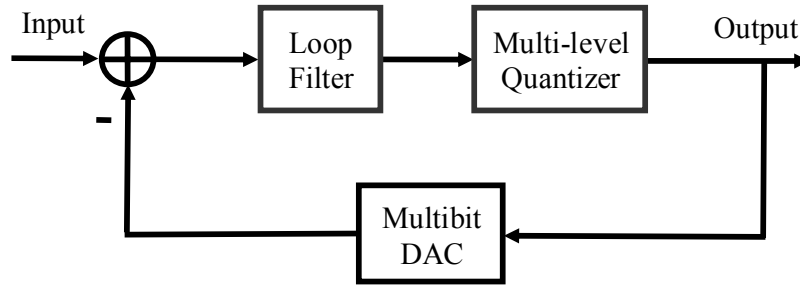 Input
Loop
Filter
Multi-level
Quantizer
Output
-
Multibit
DAC